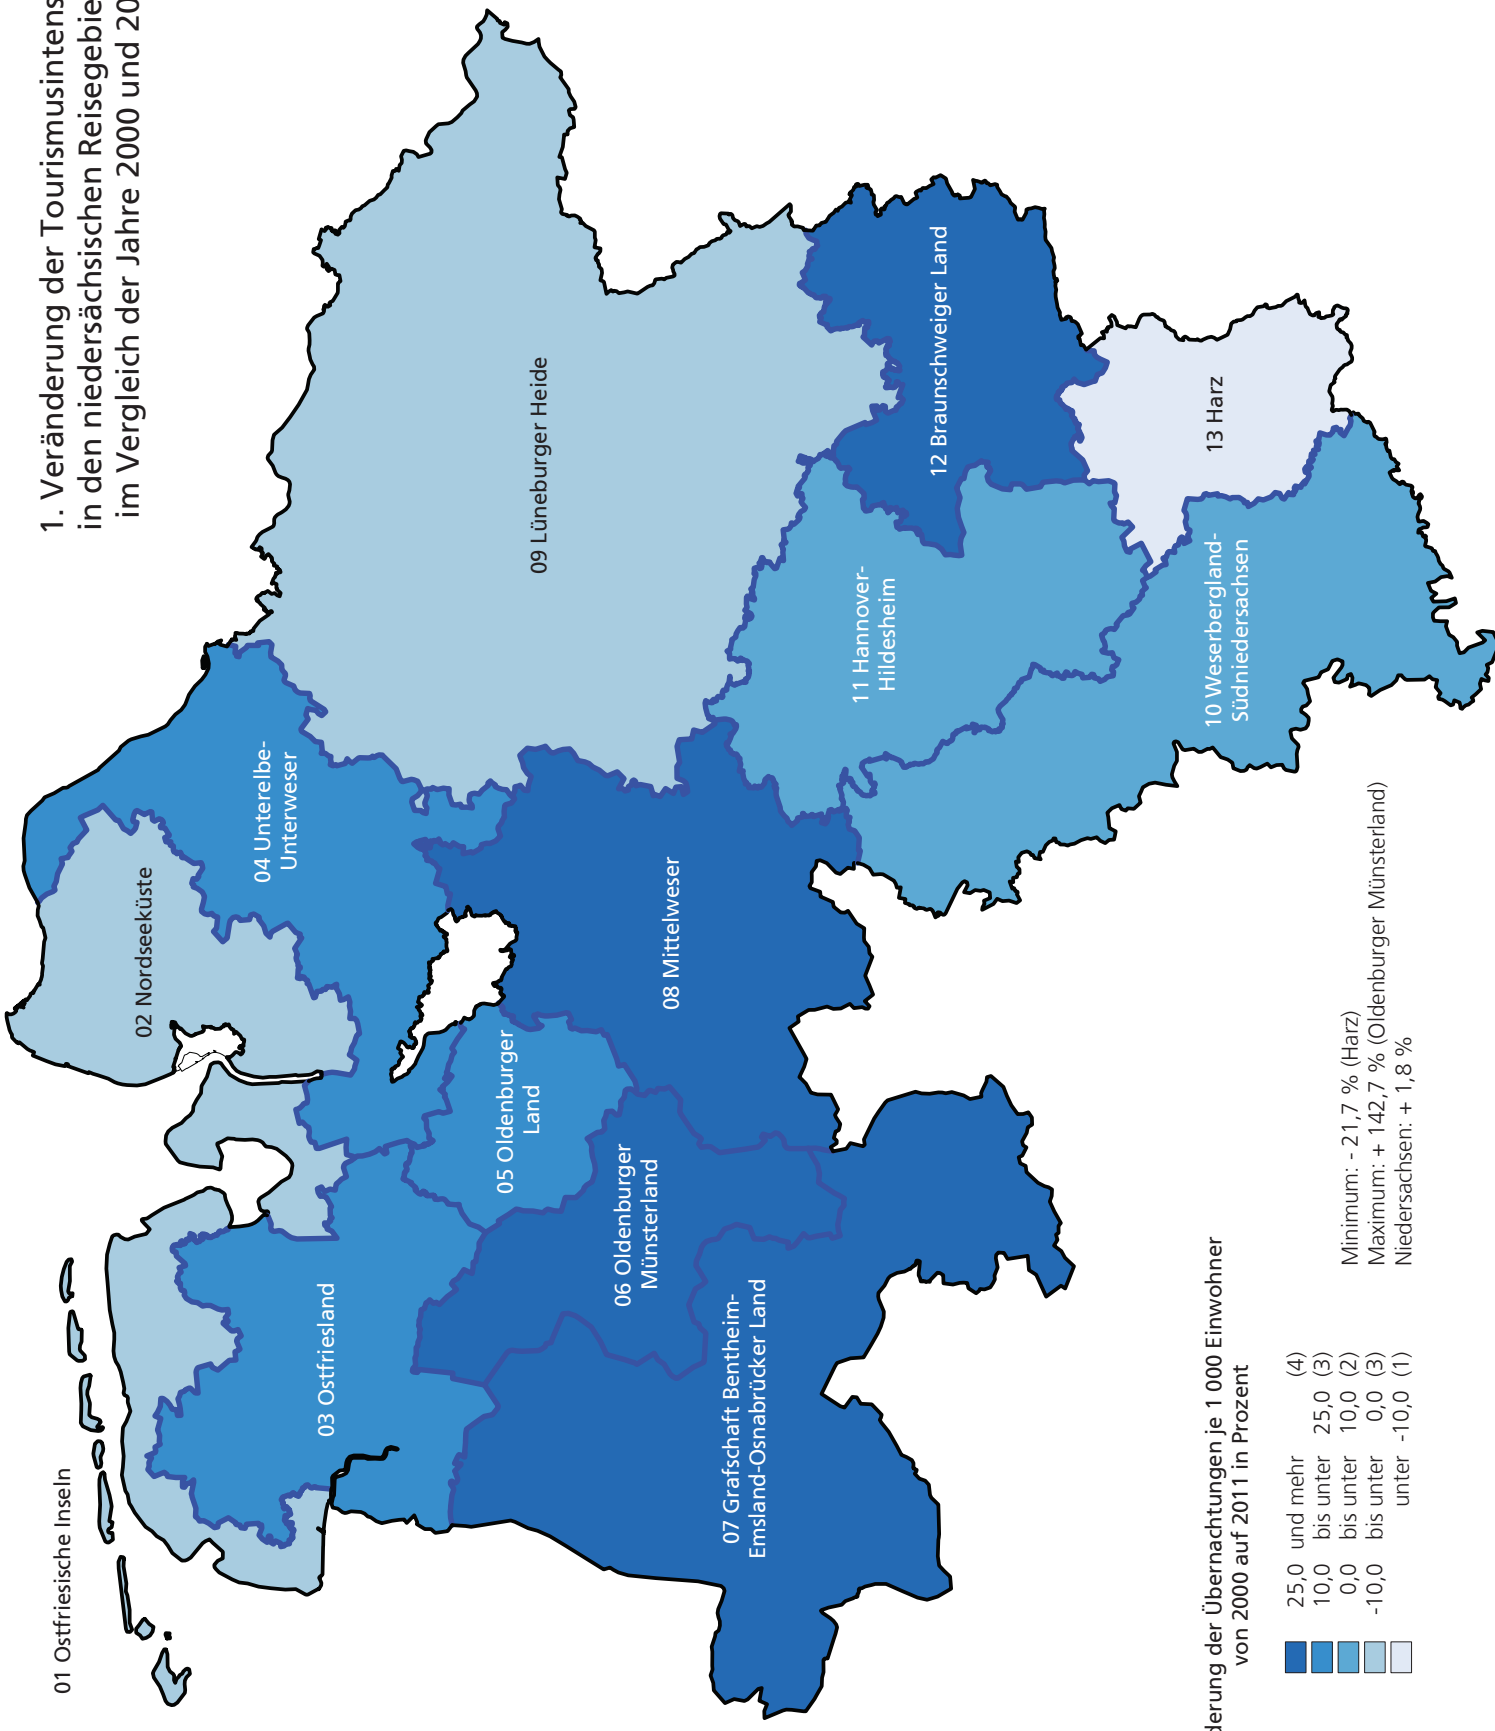 1. Veränderung der
in den niedersächsischen
im Vergleich der Jahre 2000 und
01 Ostfriesische Inseln
02 Nordseeküste
03 Ostfriesland
04 Unterelbe-
Unterweser
05 Oldenburger
Land
06 Oldenburger
Münsterland
07 Grafschaft Bentheim-
Emsland-Osnabrücker Land
08 Mittelweser
09 Lüneburger Heide
10 Weserbergland-
Südniedersachsen
11 Hannover-
Hildesheim
12 Braunschweiger Land
13 Harz
der Übernachtungen je 1 000 Einwohner
von 2000 auf 2011 in Prozent
25,0 und mehr (4)
10,0 bis unter 25,0 (3)
0,0 bis unter 10,0 (2)
-10,0 bis unter 0,0 (3)
unter -10,0 (1)
Minimum: - 21,7 % (Harz)
Maximum: + 142,7 % (Oldenburger Münsterland)
Niedersachsen: + 1,8 %